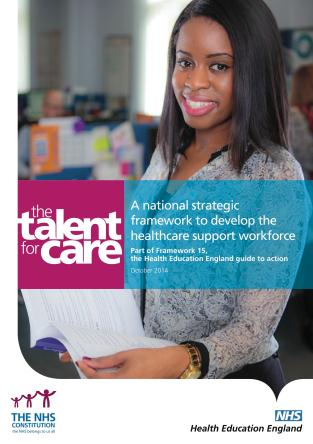 the
talent
for care
A national strategic
framework to develop the
healthcare support workforce
Part of Framework 15,
the Health Education England guide to action
October 2014
THE NHS
CONSTITUTION
the NHS belongs to us all
NHS
Health Education England